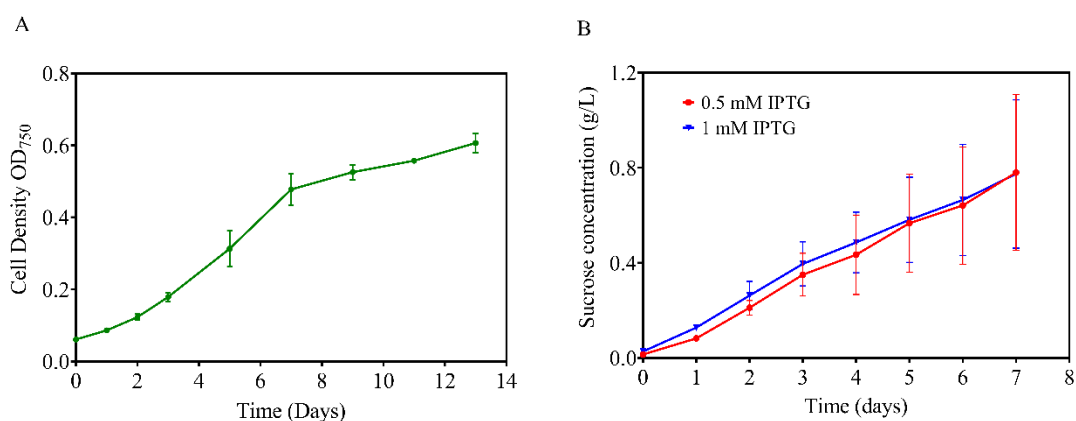 A
Cell Density OD750
0.8
0.6
0.4
0.2
0.0
0 2 4 6 8 10 12 14
Time (Days)
B
Sucrose concentration (g/L)
1.2
0.8
0.4
0.0
0.5 mM IPTG
1 mM IPTG
0 1 2 3 4 5 6 7 8
Time (days)